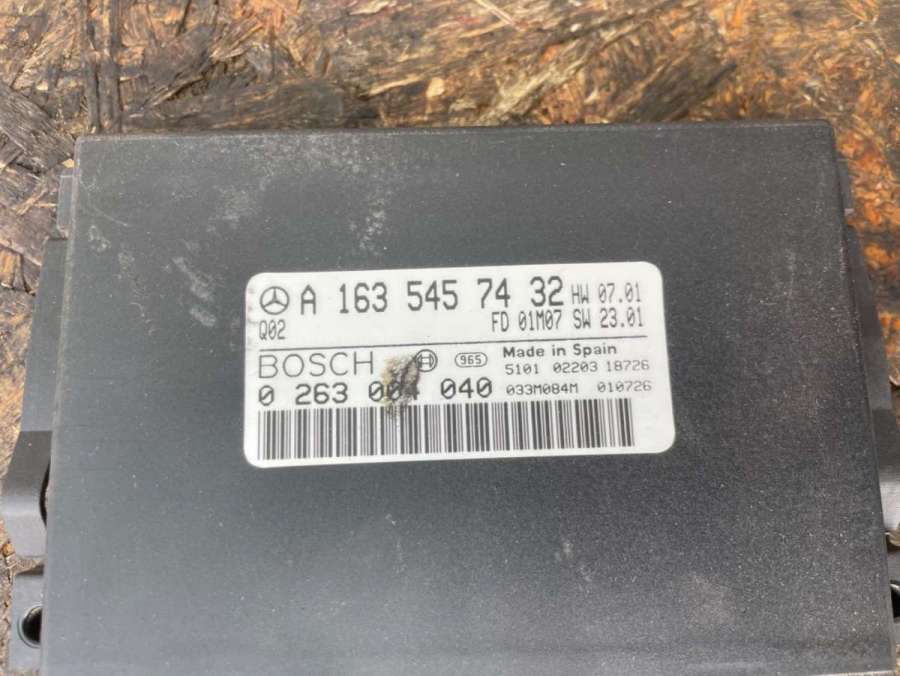 A 163 545 74 32 HW 07.01
Q02 FD 01M07 SW 23.01
BOSCH 965 Made in Spain
5101 02203 18726
0 263 004 040 033M084M 010726